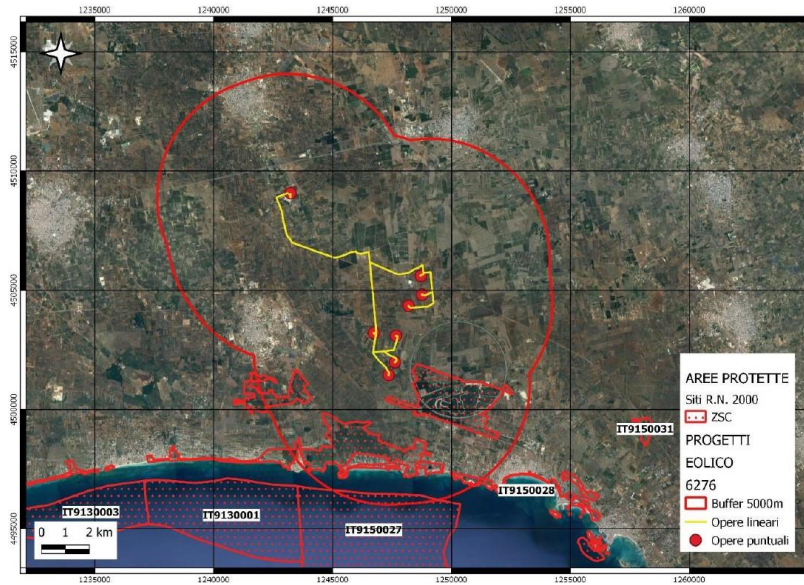 1235000 1240000 1245000 1250000 1255000 1260000
4515000
4510000
4505000
4500000
4495000
AREE PROTETTE
Siti R.N. 2000
ZSC
PROGETTI
EOLICO
6276
Buffer 5000m
Opere lineari
Opere puntuali
IT9150031
IT9150028
IT9130003
IT9130001
IT9150027
0 1 2 km
1235000 1240000 1245000 1250000 1255000 1260000